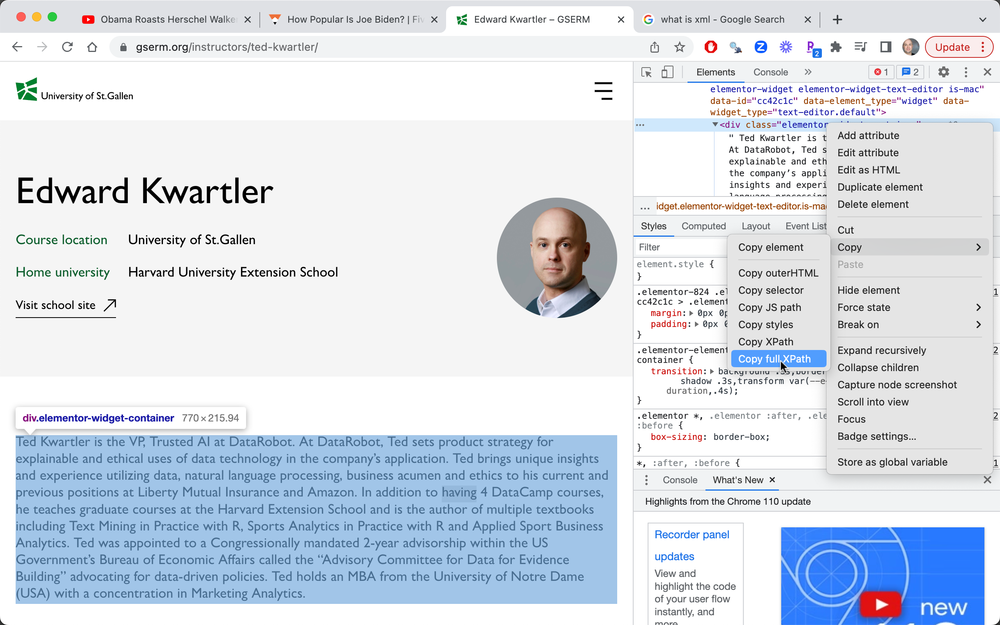 Obama Roasts Herschel Walke
How Popular Is Joe Biden? | Fiv
Edward Kwartler – GSERM
what is xml - Google Search
gserm.org/instructors/ted-kwartler/
2
Update
University of St.Gallen
Edward Kwartler
Course location University of St.Gallen
Home university Harvard University Extension School
Visit school site
div.elementor-widget-container 770 × 215.94
Ted Kwartler is the VP, Trusted AI at DataRobot. At DataRobot, Ted sets product strategy for
explainable and ethical uses of data technology in the company’s application. Ted brings unique insights
and experience utilizing data, natural language processing, business acumen and ethics to his current and
previous positions at Liberty Mutual Insurance and Amazon. In addition to having 4 DataCamp courses,
he teaches graduate courses at the Harvard Extension School and is the author of multiple textbooks
including Text Mining in Practice with R, Sports Analytics in Practice with R and Applied Sport Business
Analytics. Ted was appointed to a Congressionally mandated 2-year advisorship within the US
Government’s Bureau of Economic Affairs called the “Advisory Committee for Data for Evidence
Building” advocating for data-driven policies. Ted holds an MBA from the University of Notre Dame
(USA) with a concentration in Marketing Analytics.
Elements Console » 1 2
elementor-widget elementor-widget-text-editor is-mac"
data-id="cc42c1c" data-element_type="widget" data-
widget_type="text-editor.default">
<div class="elementor
" Ted Kwartler is t
At DataRobot, Ted s
explainable and eth
the company’s appli
insights and experi
... idget.elementor-widget-text-editor.is-mac
Styles Computed Layout Event List
Filter
element.style {
}
.elementor-824 .el
cc42c1c > .element
margin: 0px 0p
padding: 0px 0
}
1
.elementor-element
container {
transition: background .3s,border
shadow .3s,transform var(--e-
duration,.4s);
}
2
.elementor *, .elementor :after, .ele
:before {
box-sizing: border-box;
}
2
*, :after, :before {
1
Copy element
Copy outerHTML
Copy selector
Copy JS path
Copy styles
Copy XPath
Copy full XPath
Add attribute
Edit attribute
Edit as HTML
Duplicate element
Delete element
Cut
Copy
Paste
Hide element
Force state
Break on
Expand recursively
Collapse children
Capture node screenshot
Scroll into view
Focus
Badge settings...
Store as global variable
Console What's New
Highlights from the Chrome 110 update
Recorder panel
updates
View and
highlight the code
of your user flow
instantly, and
more
new